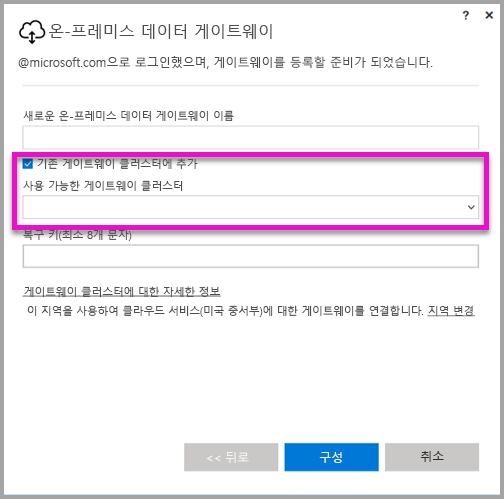 ? ×
온-프레미스 데이터 게이트웨이
@microsoft.com으로 로그인했으며, 게이트웨이를 등록할 준비가 되었습니다.
새로운 온-프레미스 데이터 게이트웨이 이름
기존 게이트웨이 클러스터에 추가
사용 가능한 게이트웨이 클러스터
복구 키(최소 8개 문자)
게이트웨이 클러스터에 대한 자세한 정보
이 지역을 사용하여 클라우드 서비스(미국 중서부)에 대한 게이트웨이를 연결합니다. 지역 변경
<< 뒤로 구성 취소